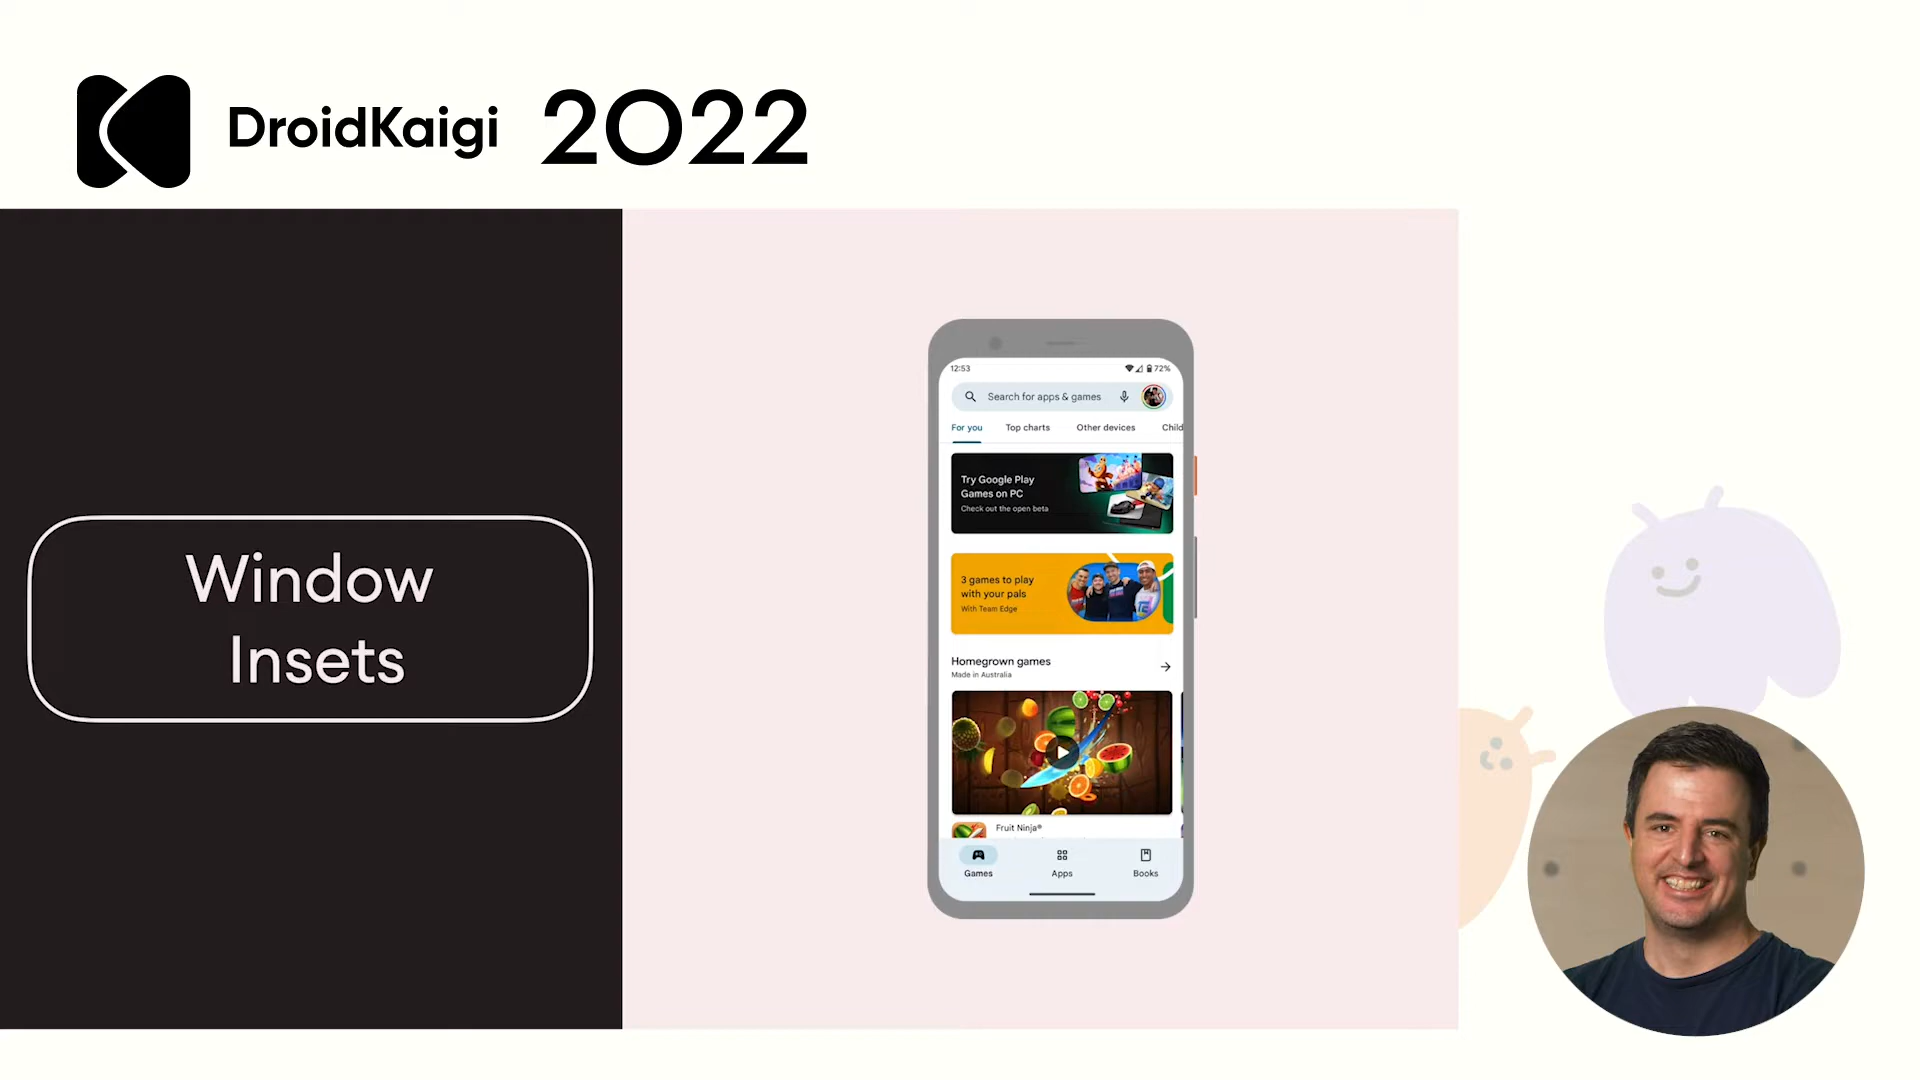 DroidKaigi 2022
Window
Insets
12:53
72%
Search for apps & games
For you
Top charts
Other devices
Child
Try Google Play
Games on PC
Check out the open beta
3 games to play
with your pals
With Team Edge
Homegrown games
Made in Australia
Fruit Ninja®
Games
Apps
Books